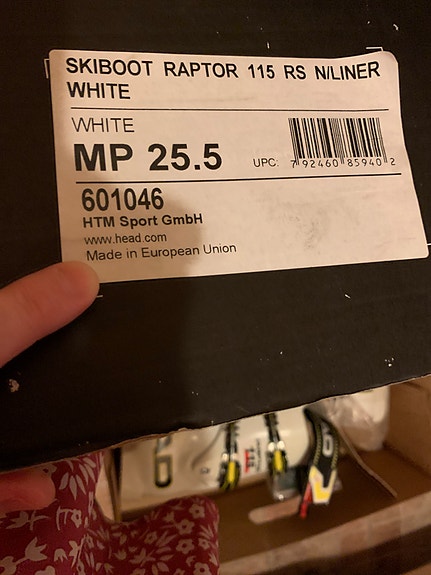 SKIBOOT RAPTOR 115 RS N/LINER
WHITE
WHITE
MP 25.5
UPC: 7 92460 85940 2
601046
HTM Sport GmbH
www.head.com
Made in European Union